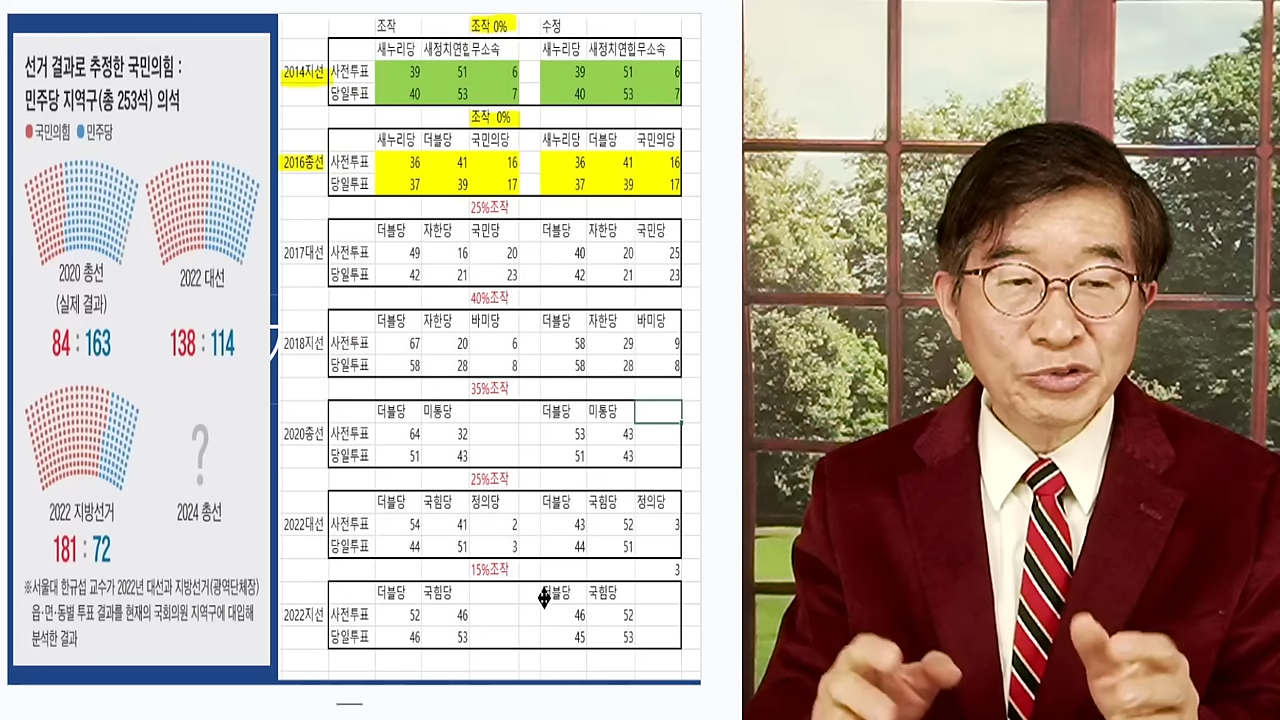 선거 결과로 추정한 국민의힘 :
민주당 지역구(총 253석) 의석
국민의힘 민주당
2020 총선
(실제 결과)
84 : 163
2022 대선
138 : 114
2022 지방선거
181 : 72
?
2024 총선
※서울대 한규섭 교수가 2022년 대선과 지방선거(광역단체장)
읍·면·동별 투표 결과를 현재의 국회의원 지역구에 대입해
분석한 결과
조작 조작 0% 수정
새누리당 새정치연합 무소속 새누리당 새정치연합 무소속
2014지선 사전투표 39 51 6 39 51 6
당일투표 40 53 7 40 53 7
조작 0%
새누리당 더블당 국민의당 새누리당 더블당 국민의당
2016총선 사전투표 36 41 16 36 41 16
당일투표 37 39 17 37 39 17
25%조작
더블당 자한당 국민당 더블당 자한당 국민당
2017대선 사전투표 49 16 20 40 20 25
당일투표 42 21 23 42 21 23
40%조작
더블당 자한당 바미당 더블당 자한당 바미당
2018지선 사전투표 67 20 6 58 29 9
당일투표 58 28 8 58 28 8
35%조작
더블당 미통당 더블당 미통당
2020총선 사전투표 64 32 53 43
당일투표 51 43 51 43
25%조작
더블당 국힘당 정의당 더블당 국힘당 정의당
2022대선 사전투표 54 41 2 43 52 3
당일투표 44 51 3 44 51
15%조작 3
더블당 국힘당 더블당 국힘당
2022지선 사전투표 52 46 46 52
당일투표 46 53 45 53